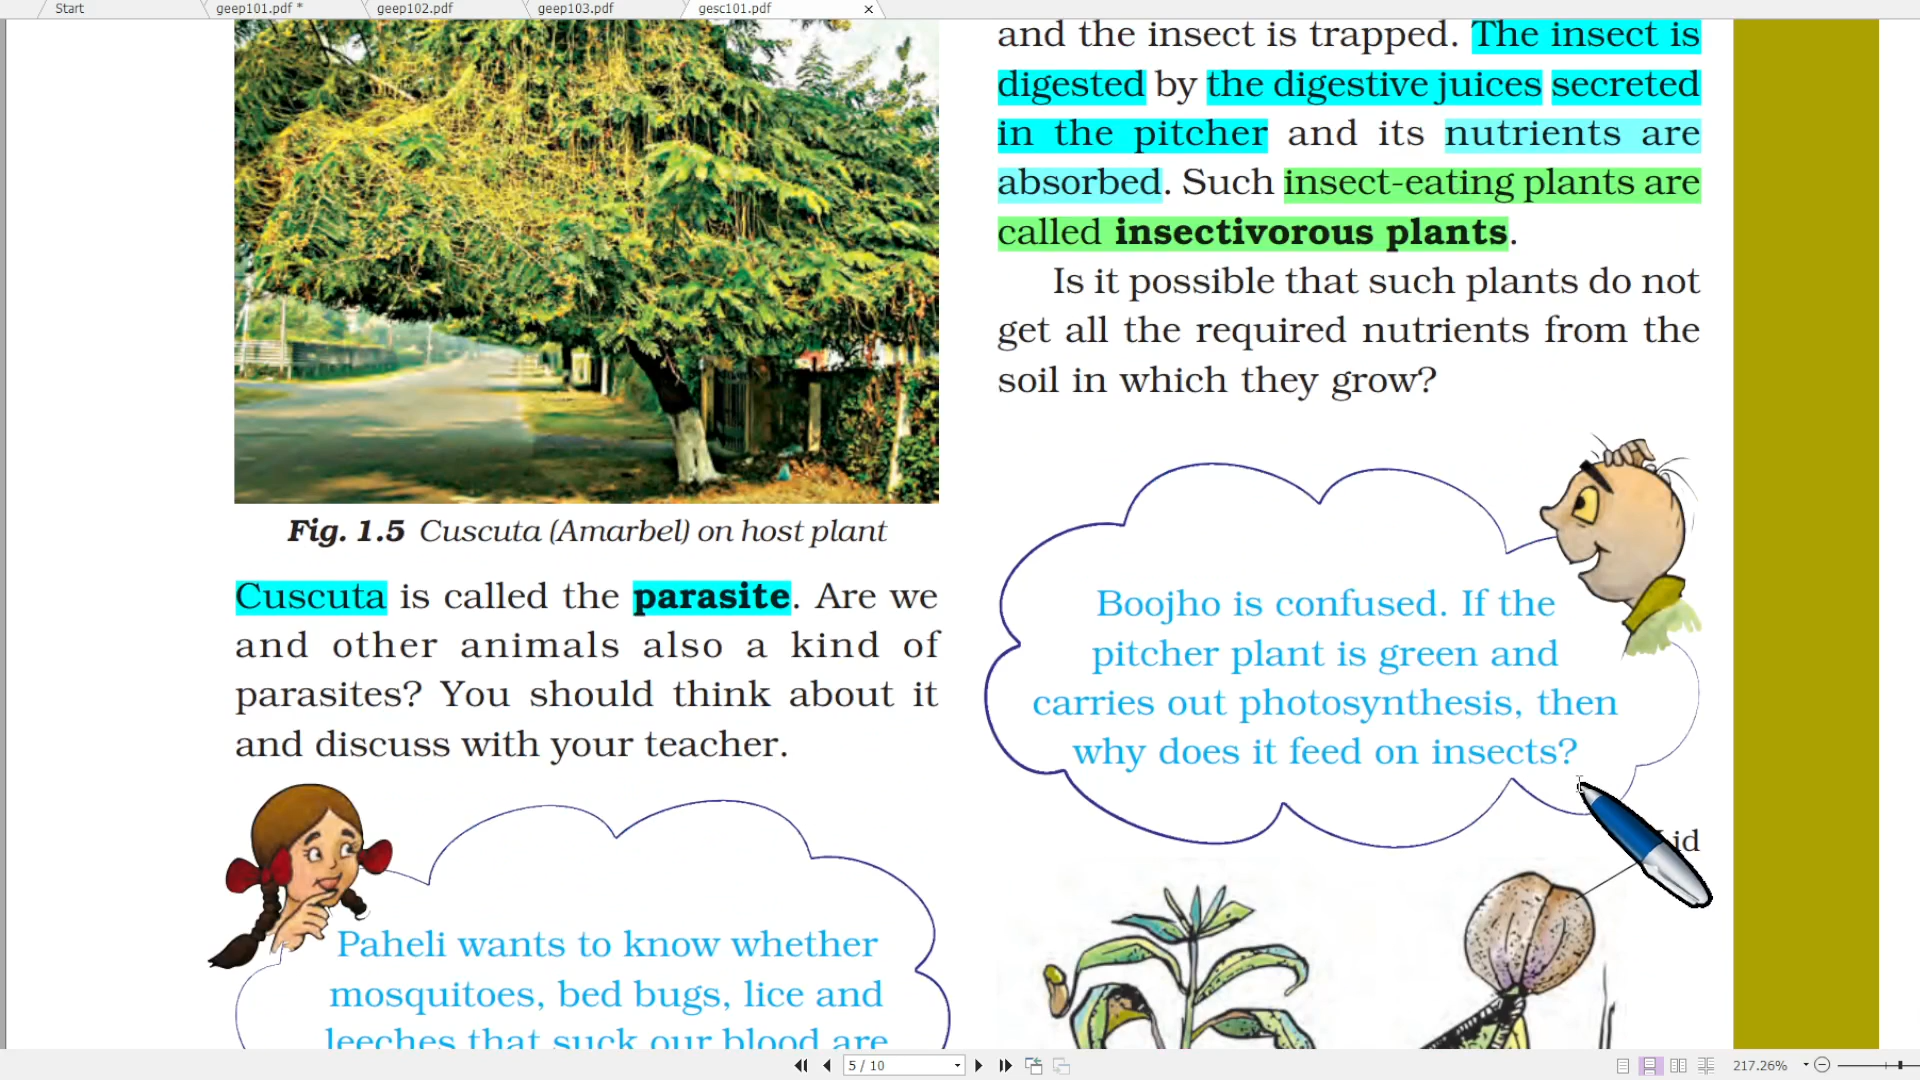 Start
geep101.pdf *
geep102.pdf
geep103.pdf
gesc101.pdf
Fig. 1.5 Cuscuta (Amarbel) on host plant
Cuscuta is called the parasite. Are we
and other animals also a kind of
parasites? You should think about it
and discuss with your teacher.
Paheli wants to know whether
mosquitoes, bed bugs, lice and
leeches that suck our blood are
and the insect is trapped. The insect is
digested by the digestive juices secreted
in the pitcher and its nutrients are
absorbed. Such insect-eating plants are
called insectivorous plants.
Is it possible that such plants do not
get all the required nutrients from the
soil in which they grow?
Boojho is confused. If the
pitcher plant is green and
carries out photosynthesis, then
why does it feed on insects?
5 / 10
217.26%